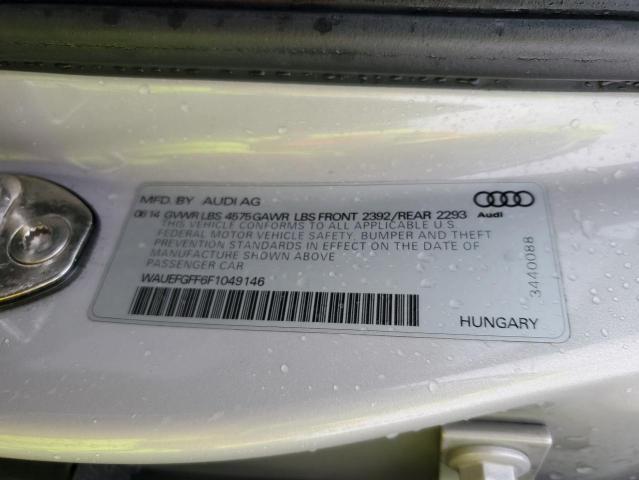 MFD. BY AUDI AG
06 14 GVWR LBS 4575 GAWR LBS FRONT 2392/REAR 2293
THIS VEHICLE CONFORMS TO ALL APPLICABLE U.S.
FEDERAL MOTOR VEHICLE SAFETY, BUMPER AND THEFT
PREVENTION STANDARDS IN EFFECT ON THE DATE OF
MANUFACTURE SHOWN ABOVE
PASSENGER CAR
WAUEFGFF6F1049146
Audi
3440088
HUNGARY